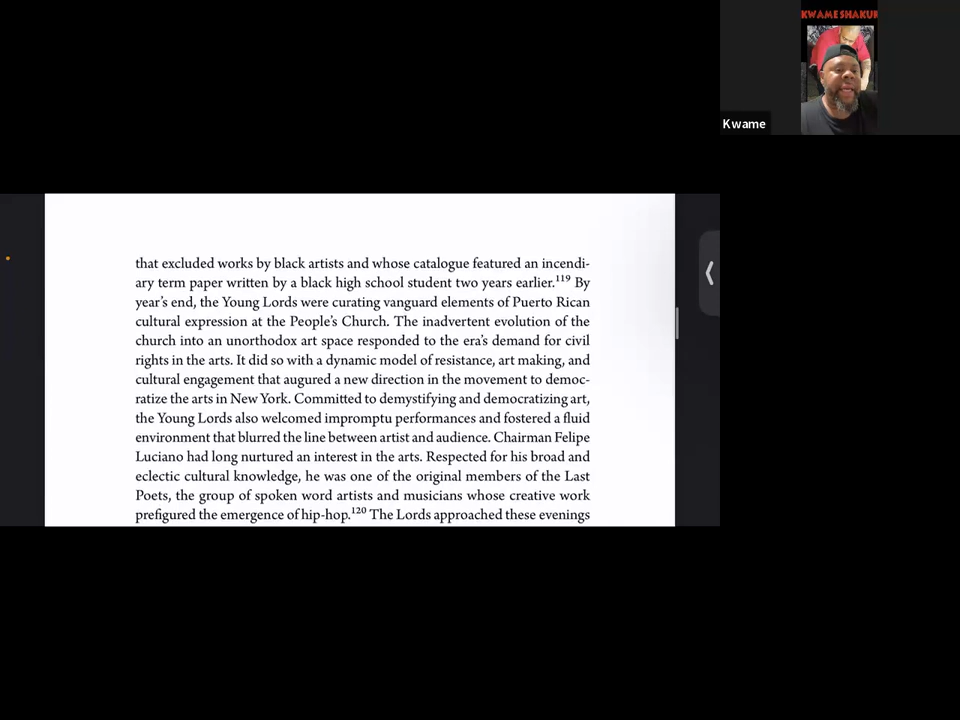 KWAME SHAKUR
Kwame
that excluded works by black artists and whose catalogue featured an incendi-
ary term paper written by a black high school student two years earlier.119 By
year’s end, the Young Lords were curating vanguard elements of Puerto Rican
cultural expression at the People’s Church. The inadvertent evolution of the
church into an unorthodox art space responded to the era’s demand for civil
rights in the arts. It did so with a dynamic model of resistance, art making, and
cultural engagement that augured a new direction in the movement to democ-
ratize the arts in New York. Committed to demystifying and democratizing art,
the Young Lords also welcomed impromptu performances and fostered a fluid
environment that blurred the line between artist and audience. Chairman Felipe
Luciano had long nurtured an interest in the arts. Respected for his broad and
eclectic cultural knowledge, he was one of the original members of the Last
Poets, the group of spoken word artists and musicians whose creative work
prefigured the emergence of hip-hop.120 The Lords approached these evenings